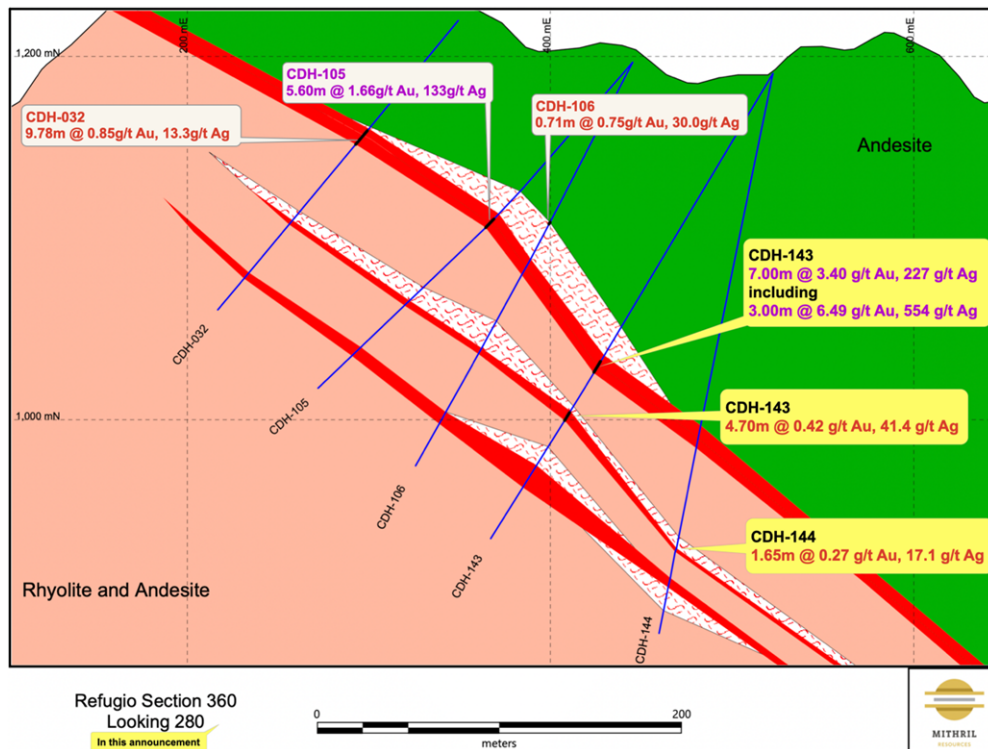 200 mE
400 mE
600 mE
1,200 mN
CDH-105
5.60m @ 1.66g/t Au, 133g/t Ag
CDH-032
9.78m @ 0.85g/t Au, 13.3g/t Ag
CDH-106
0.71m @ 0.75g/t Au, 30.0g/t Ag
Andesite
CDH-143
7.00m @ 3.40 g/t Au, 227 g/t Ag
including
3.00m @ 6.49 g/t Au, 554 g/t Ag
CDH-032
1,000 mN
CDH-105
CDH-143
4.70m @ 0.42 g/t Au, 41.4 g/t Ag
CDH-106
CDH-144
1.65m @ 0.27 g/t Au, 17.1 g/t Ag
CDH-143
Rhyolite and Andesite
CDH-144
Refugio Section 360
Looking 280
In this announcement
0
200
meters
MITHRIL
RESOURCES